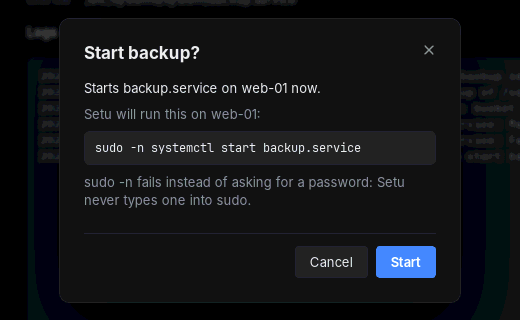 Start backup?
Starts backup.service on web-01 now.
Setu will run this on web-01:
sudo -n systemctl start backup.service
sudo -n fails instead of asking for a password: Setu
never types one into sudo.
Cancel
Start